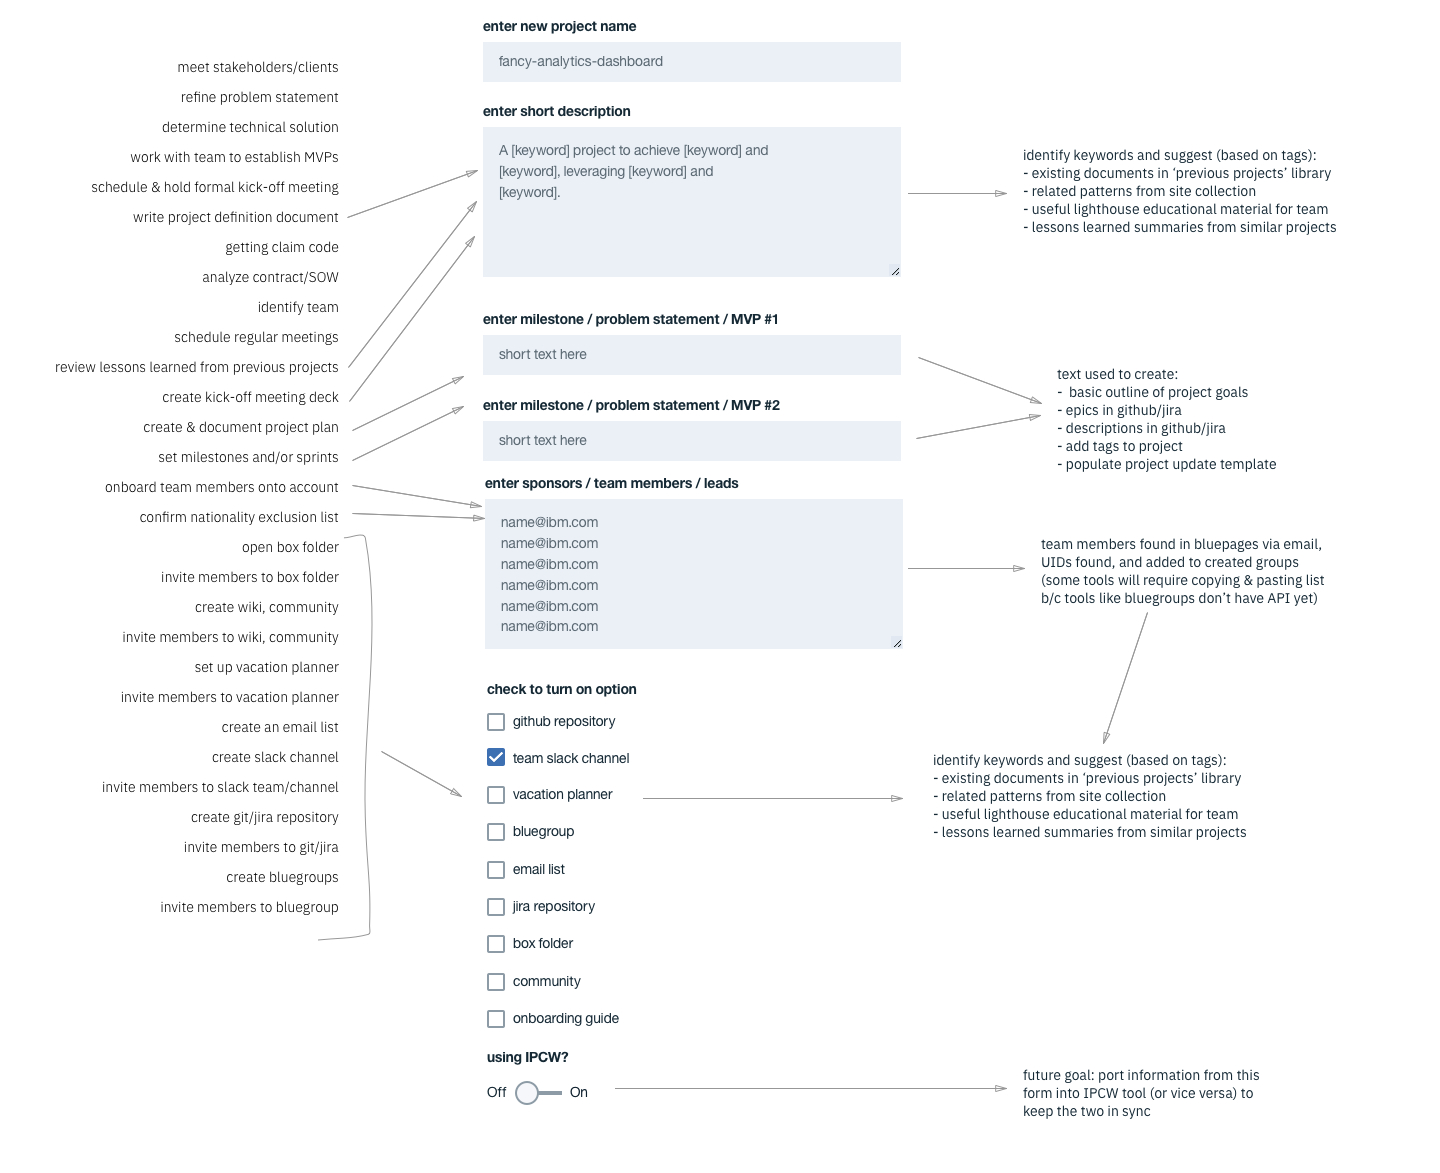 meet stakeholders/clients
refine problem statement
determine technical solution
work with team to establish MVPs
schedule & hold formal kick-off meeting
write project definition document
getting claim code
analyze contract/SOW
identify team
schedule regular meetings
review lessons learned from previous projects
create kick-off meeting deck
create & document project plan
set milestones and/or sprints
onboard team members onto account
confirm nationality exclusion list
open box folder
invite members to box folder
create wiki, community
invite members to wiki, community
set up vacation planner
invite members to vacation planner
create an email list
create slack channel
invite members to slack team/channel
create git/jira repository
invite members to git/jira
create bluegroups
invite members to bluegroup
enter new project name
fancy-analytics-dashboard
enter short description
A [keyword] project to achieve [keyword] and
[keyword], leveraging [keyword] and
[keyword].
enter milestone / problem statement / MVP #1
short text here
enter milestone / problem statement / MVP #2
short text here
enter sponsors / team members / leads
name@ibm.com
name@ibm.com
name@ibm.com
name@ibm.com
name@ibm.com
name@ibm.com
check to turn on option
github repository
team slack channel
vacation planner
bluegroup
email list
jira repository
box folder
community
onboarding guide
using IPCW?
Off On
identify keywords and suggest (based on tags):
- existing documents in ‘previous projects’ library
- related patterns from site collection
- useful lighthouse educational material for team
- lessons learned summaries from similar projects
text used to create:
-  basic outline of project goals
- epics in github/jira
- descriptions in github/jira
- add tags to project
- populate project update template
team members found in bluepages via email,
UIDs found, and added to created groups
(some tools will require copying & pasting list
b/c tools like bluegroups don’t have API yet)
identify keywords and suggest (based on tags):
- existing documents in ‘previous projects’ library
- related patterns from site collection
- useful lighthouse educational material for team
- lessons learned summaries from similar projects
future goal: port information from this
form into IPCW tool (or vice versa) to
keep the two in sync